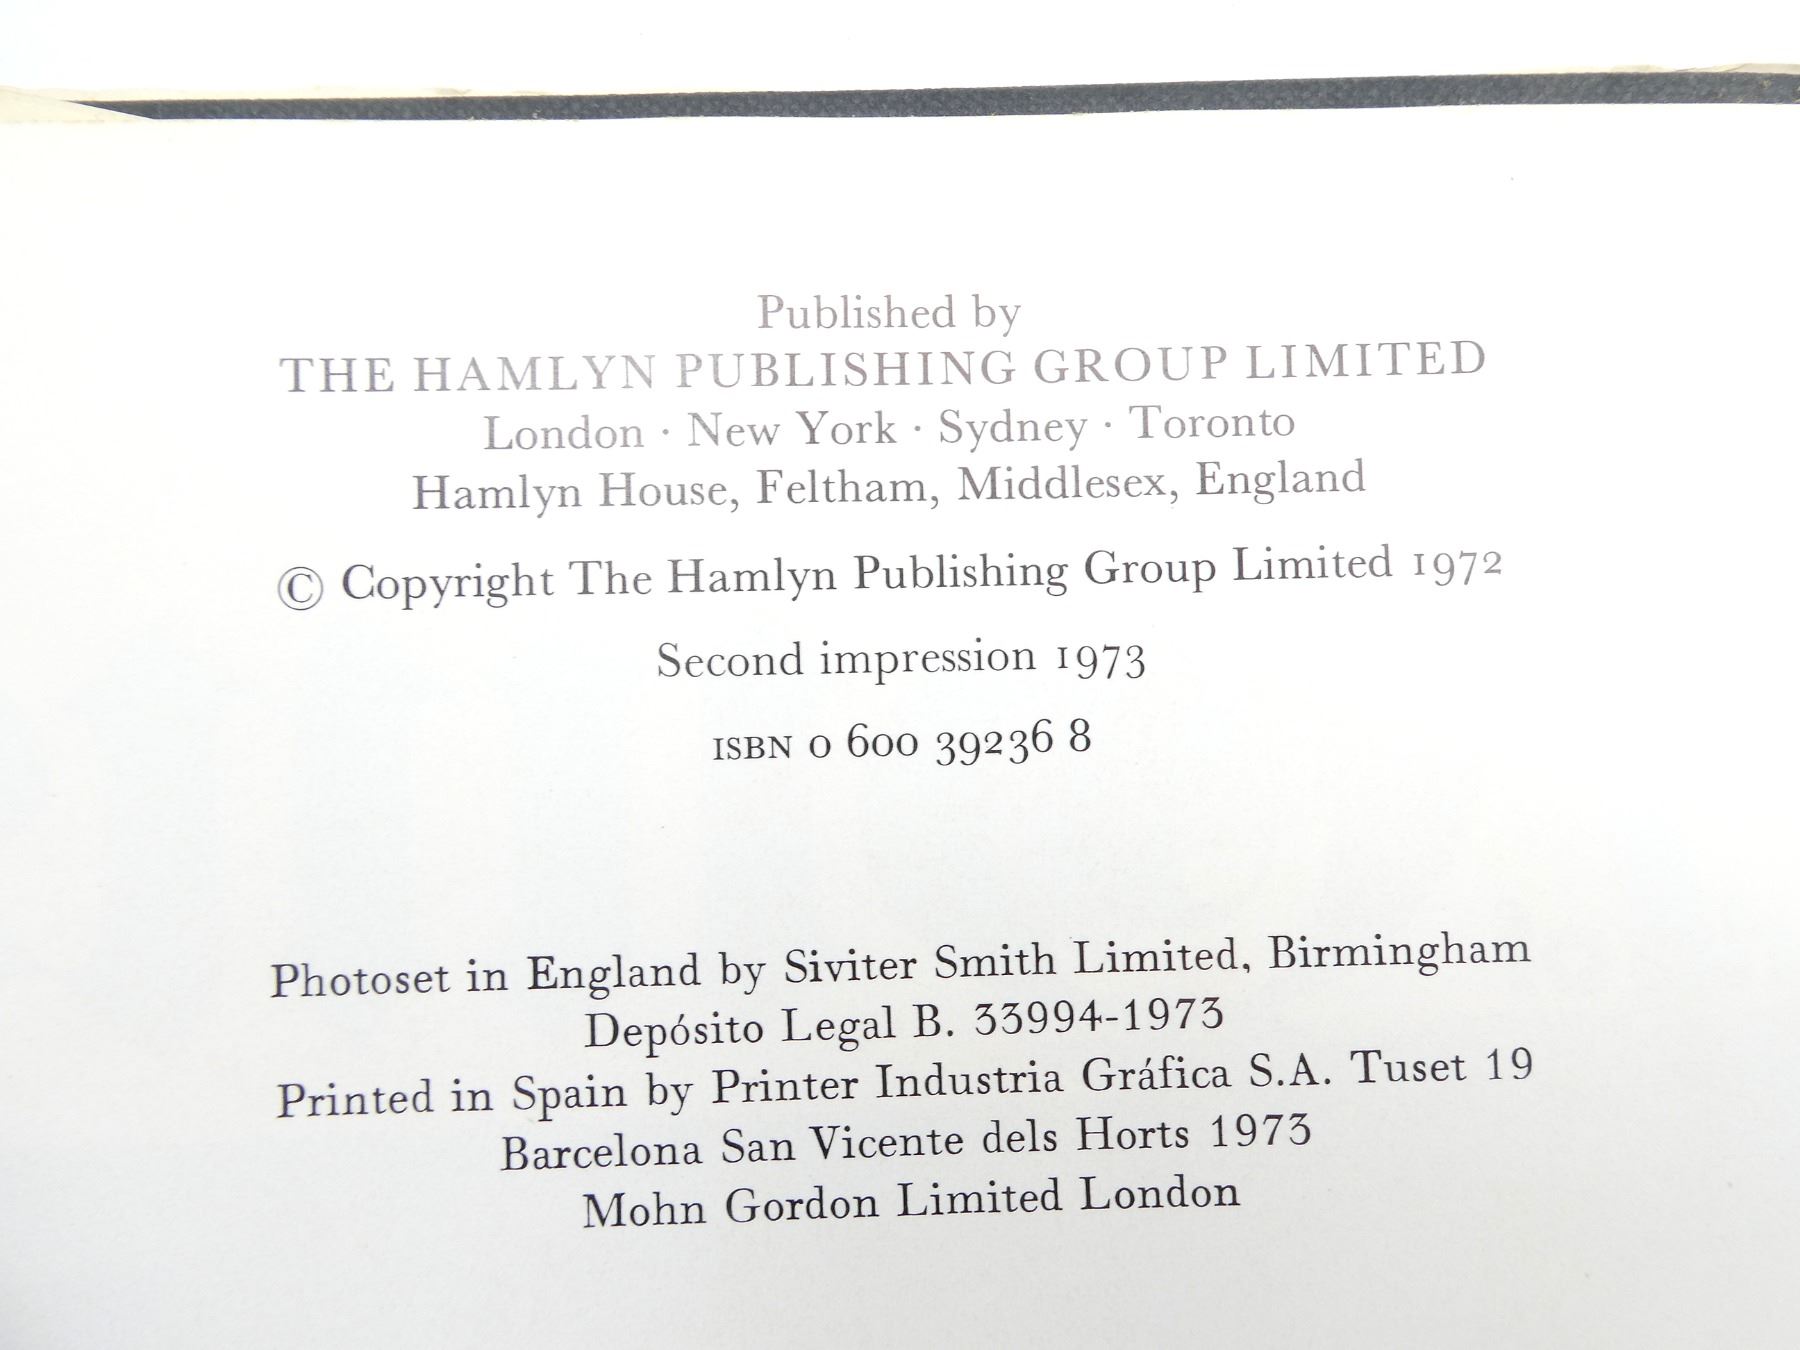 Published by
THE HAMLYN PUBLISHING GROUP LIMITED
London · New York · Sydney · Toronto
Hamlyn House, Feltham, Middlesex, England
© Copyright The Hamlyn Publishing Group Limited 1972
Second impression 1973
ISBN 0 600 39236 8
Photoset in England by Siviter Smith Limited, Birmingham
Depósito Legal B. 33994-1973
Printed in Spain by Printer Industria Gráfica S.A. Tuset 19
Barcelona San Vicente dels Horts 1973
Mohn Gordon Limited London